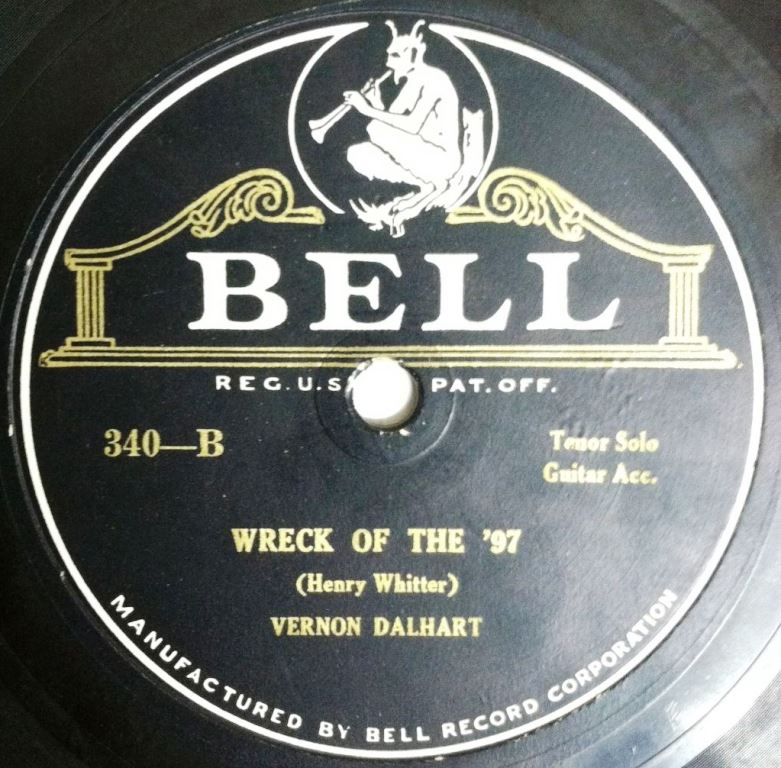 BELL
REG. U.S. PAT. OFF.
340—B
Tenor Solo
Guitar Acc.
WRECK OF THE '97
(Henry Whitter)
VERNON DALHART
MANUFACTURED BY BELL RECORD CORPORATION